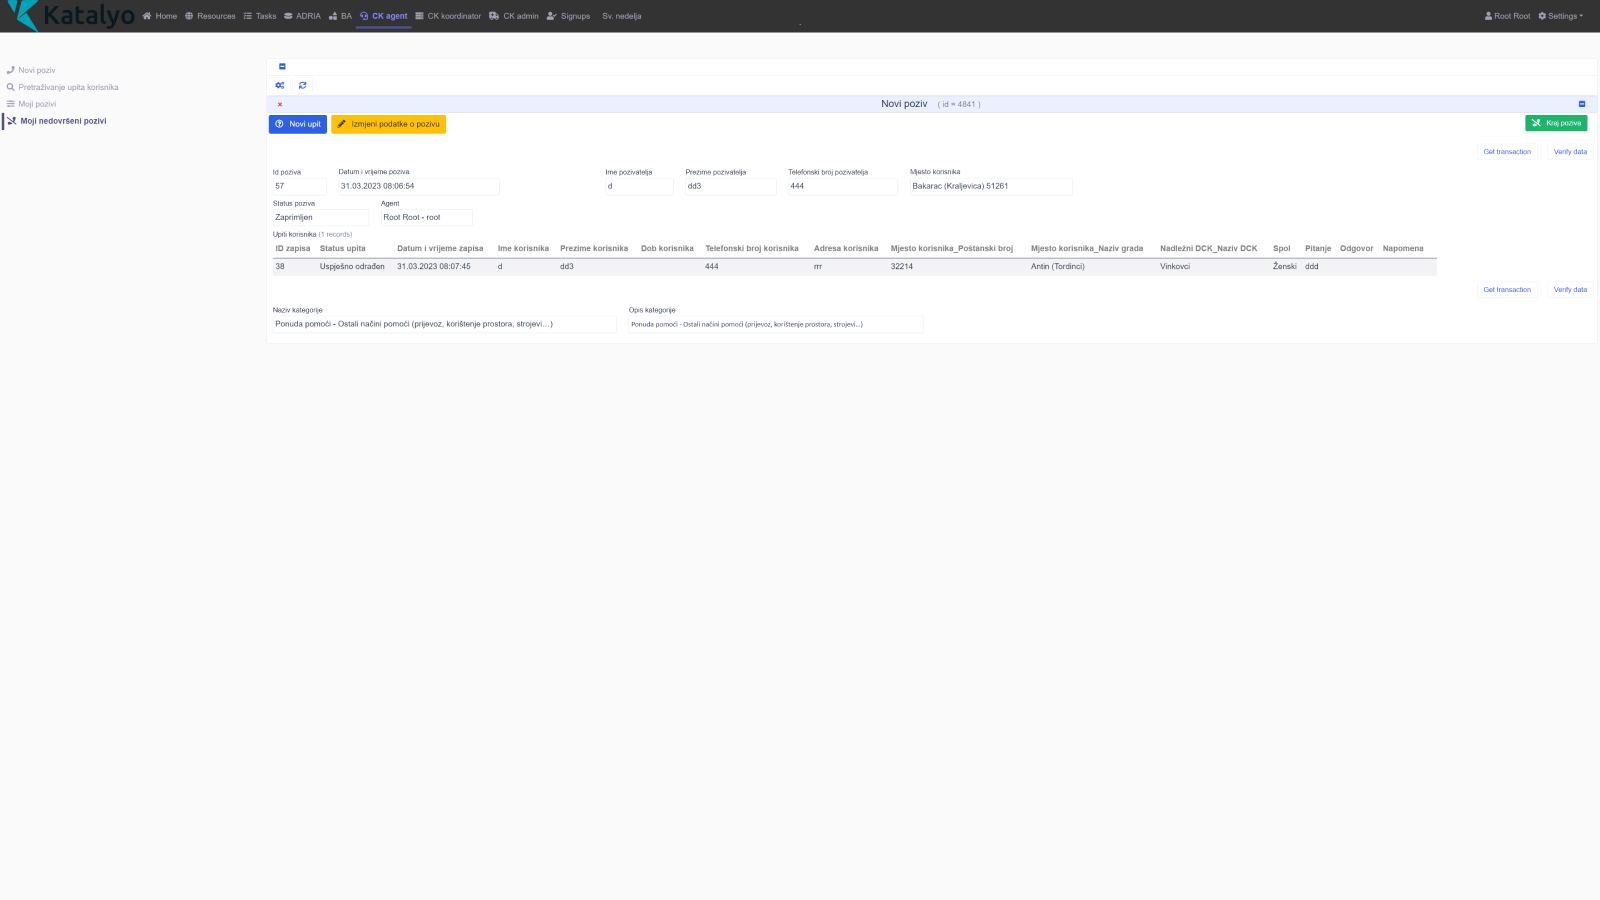 Katalyo Home Resources Tasks ADRIA BA CK agent CK koordinator CK admin Signups Sv. nedelja Root Root Settings
Novi poziv
Pretraživanje upita korisnika
Moji pozivi
Moji nedovršeni pozivi
Novi poziv ( id = 4841 )
Novi upit Izmjeni podatke o pozivu Kraj poziva
Get transaction Verify data
Id poziva Datum i vrijeme poziva Ime pozivatelja Prezime pozivatelja Telefonski broj pozivatelja Mjesto korisnika
57 31.03.2023 08:06:54 d dd3 444 Bakarac (Kraljevica) 51261
Status poziva Agent
Zaprimljen Root Root - root
Upiti korisnika (1 records)
ID zapisa Status upita Datum i vrijeme zapisa Ime korisnika Prezime korisnika Dob korisnika Telefonski broj korisnika Adresa korisnika Mjesto korisnika_Poštanski broj Mjesto korisnika_Naziv grada Nadležni DCK_Naziv DCK Spol Pitanje Odgovor Napomena
38 Uspješno odrađen 31.03.2023 08:07:45 d dd3 444 rrr 32214 Antin (Tordinci) Vinkovci Ženski ddd
Get transaction Verify data
Naziv kategorije Opis kategorije
Ponuda pomoći - Ostali načini pomoći (prijevoz, korištenje prostora, strojevi...) Ponuda pomoći - Ostali načini pomoći (prijevoz, korištenje prostora, strojevi...)